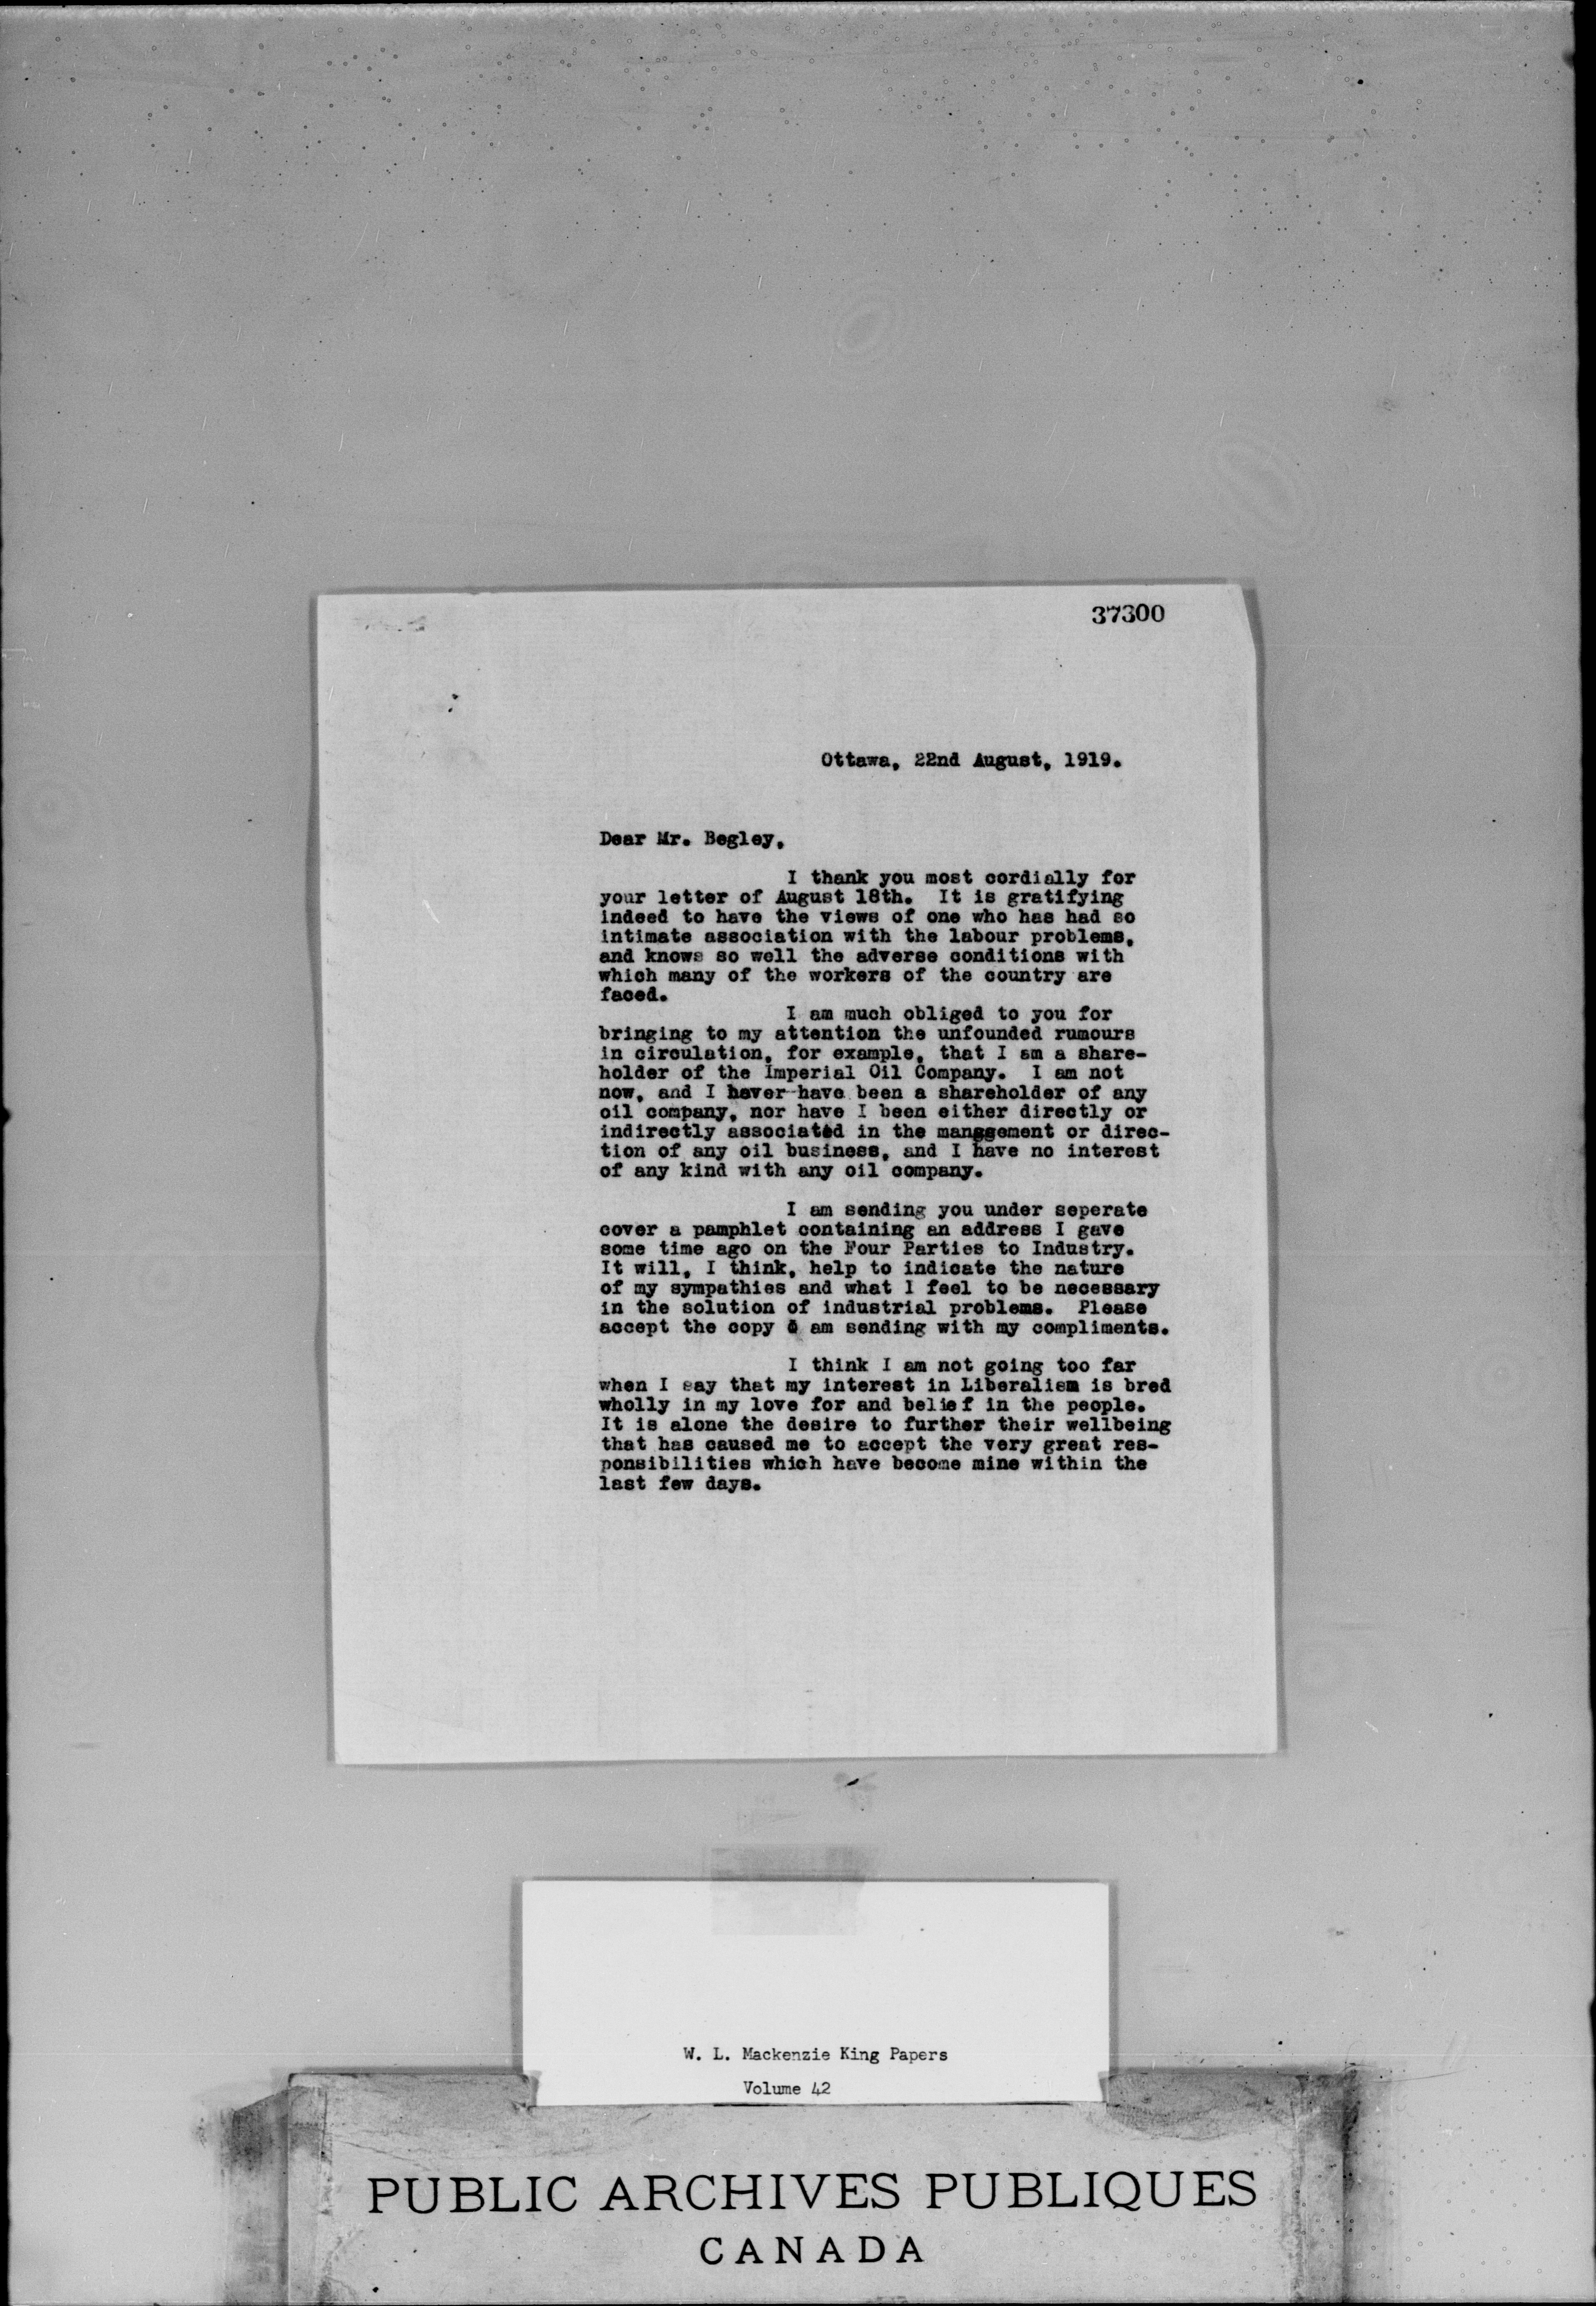 37300
Ottawa, 22nd August, 1919.
Dear Mr. Begley,
I thank you most cordially for
your letter of August 18th. It is gratifying
indeed to have the views of one who has had so
intimate association with the labour problems,
and knows so well the adverse conditions with
which many of the workers of the country are
faced.
I am much obliged to you for
bringing to my attention the unfounded rumours
in circulation, for example, that I am a share-
holder of the Imperial Oil Company. I am not
now, and I never have been a shareholder of any
oil company, nor have I been either directly or
indirectly associated in the management or direc-
tion of any oil business, and I have no interest
of any kind with any oil company.
I am sending you under seperate
cover a pamphlet containing an address I gave
some time ago on the Four Parties to Industry.
It will, I think, help to indicate the nature
of my sympathies and what I feel to be necessary
in the solution of industrial problems. Please
accept the copy I am sending with my compliments.
I think I am not going too far
when I say that my interest in Liberalism is bred
wholly in my love for and belief in the people.
It is alone the desire to further their wellbeing
that has caused me to accept the very great res-
ponsibilities which have become mine within the
last few days.
W. L. Mackenzie King Papers
Volume 42
PUBLIC ARCHIVES PUBLIQUES
CANADA